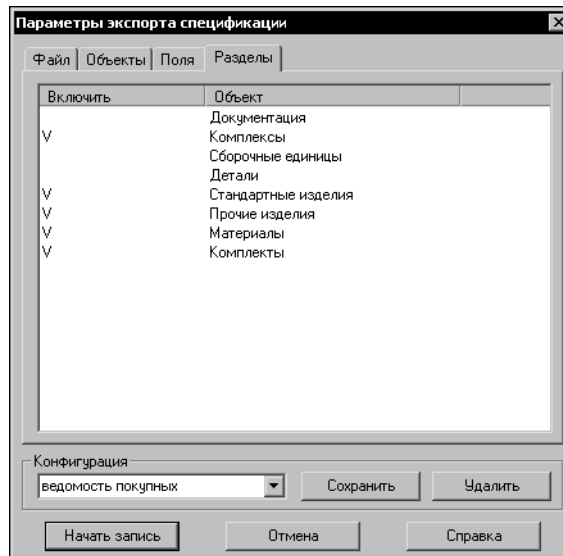 Параметры экспорта спецификации
Файл Объекты Поля Разделы
Включить Объект
Документация
V Комплексы
Сборочные единицы
Детали
V Стандартные изделия
V Прочие изделия
V Материалы
V Комплекты
Конфигурация
ведомость покупных Сохранить Удалить
Начать запись Отмена Справка